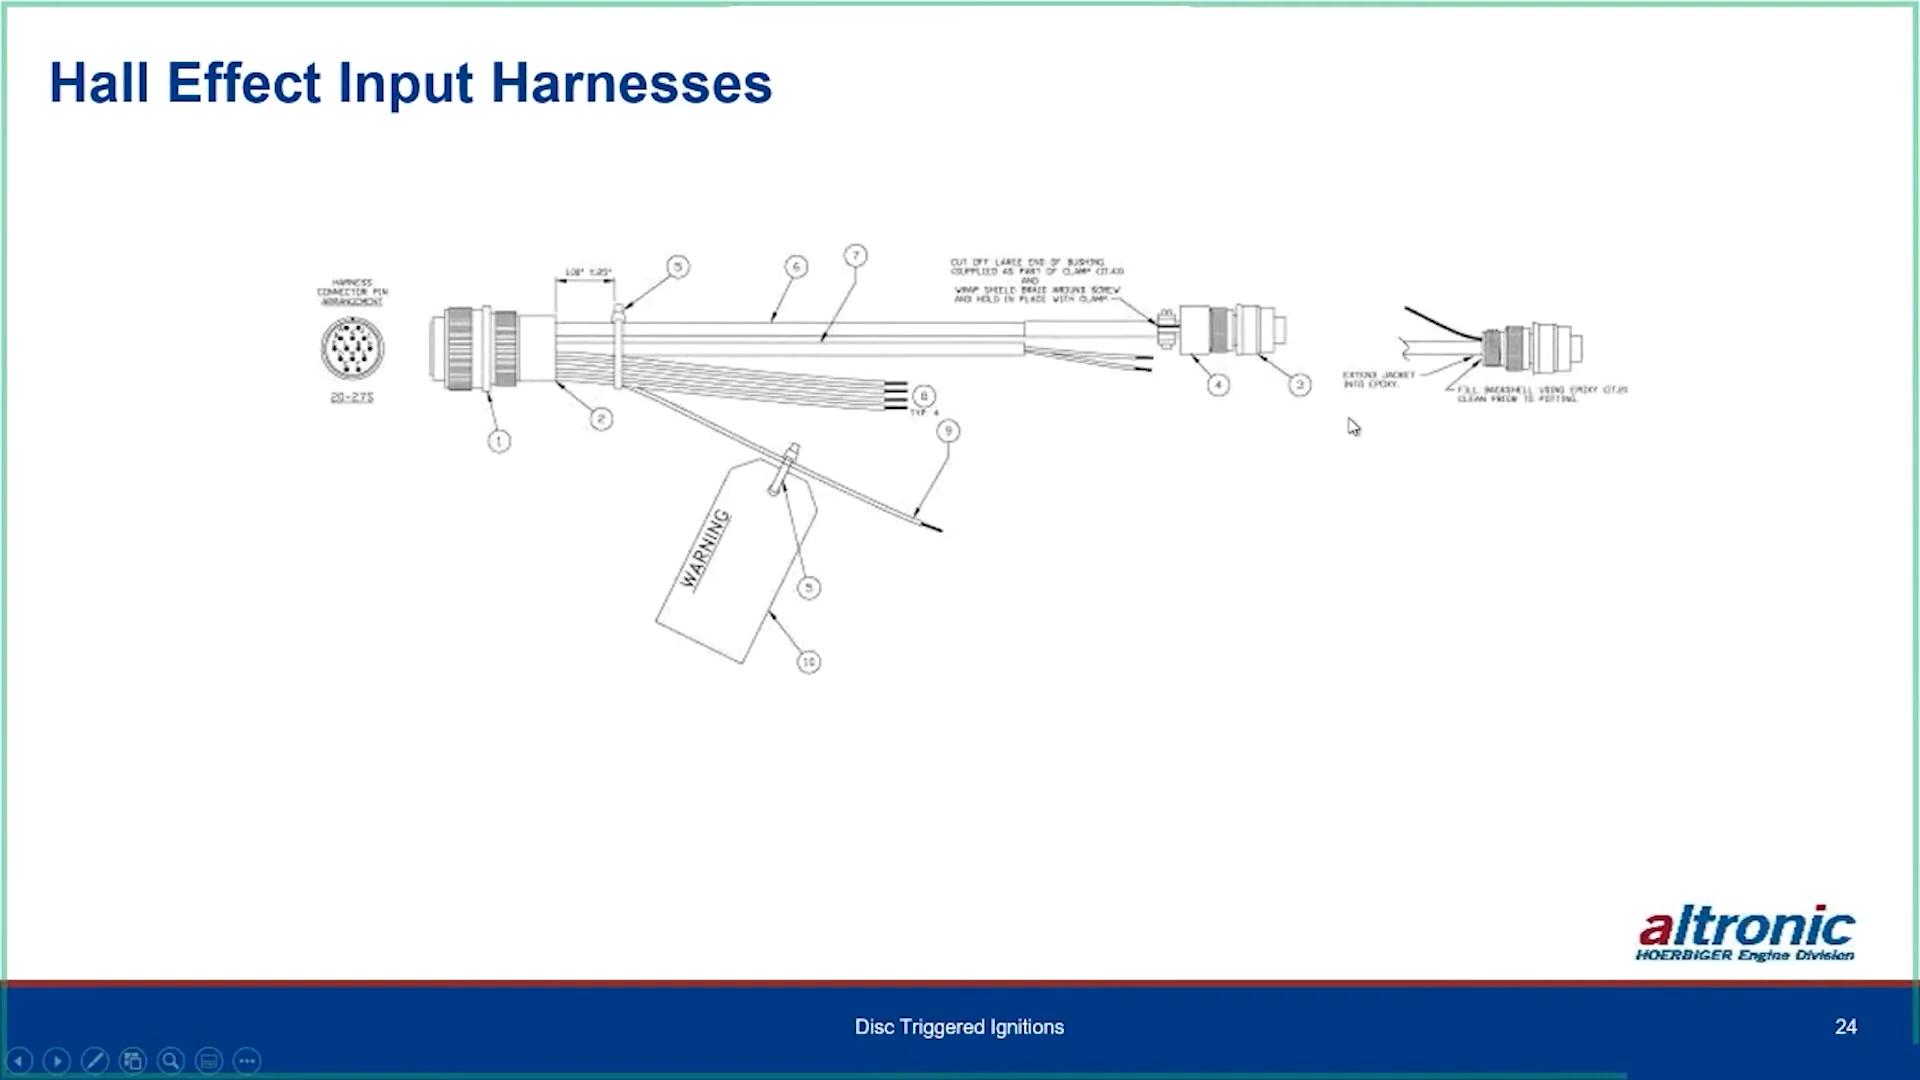 Hall Effect Input Harnesses
HARNESS
CONNECTOR PIN
ARRANGEMENT
20-27S
1.00" ±.25"
5
6
7
CUT OFF LARGE END OF BUSHING
(SUPPLIED AS PART OF CLAMP
AND
WRAP SHIELD BRAID AROUND SCREW
AND HOLD IN PLACE WITH CLAMP
1
2
8
TYP 4
9
4
3
EXTEND JACKET
INTO EPOXY.
FILL BACKSHELL USING EPOXY
CLEAN PRIOR TO POTTING.
WARNING
5
10
altronic
HOERBIGER Engine Division
Disc Triggered Ignitions
24